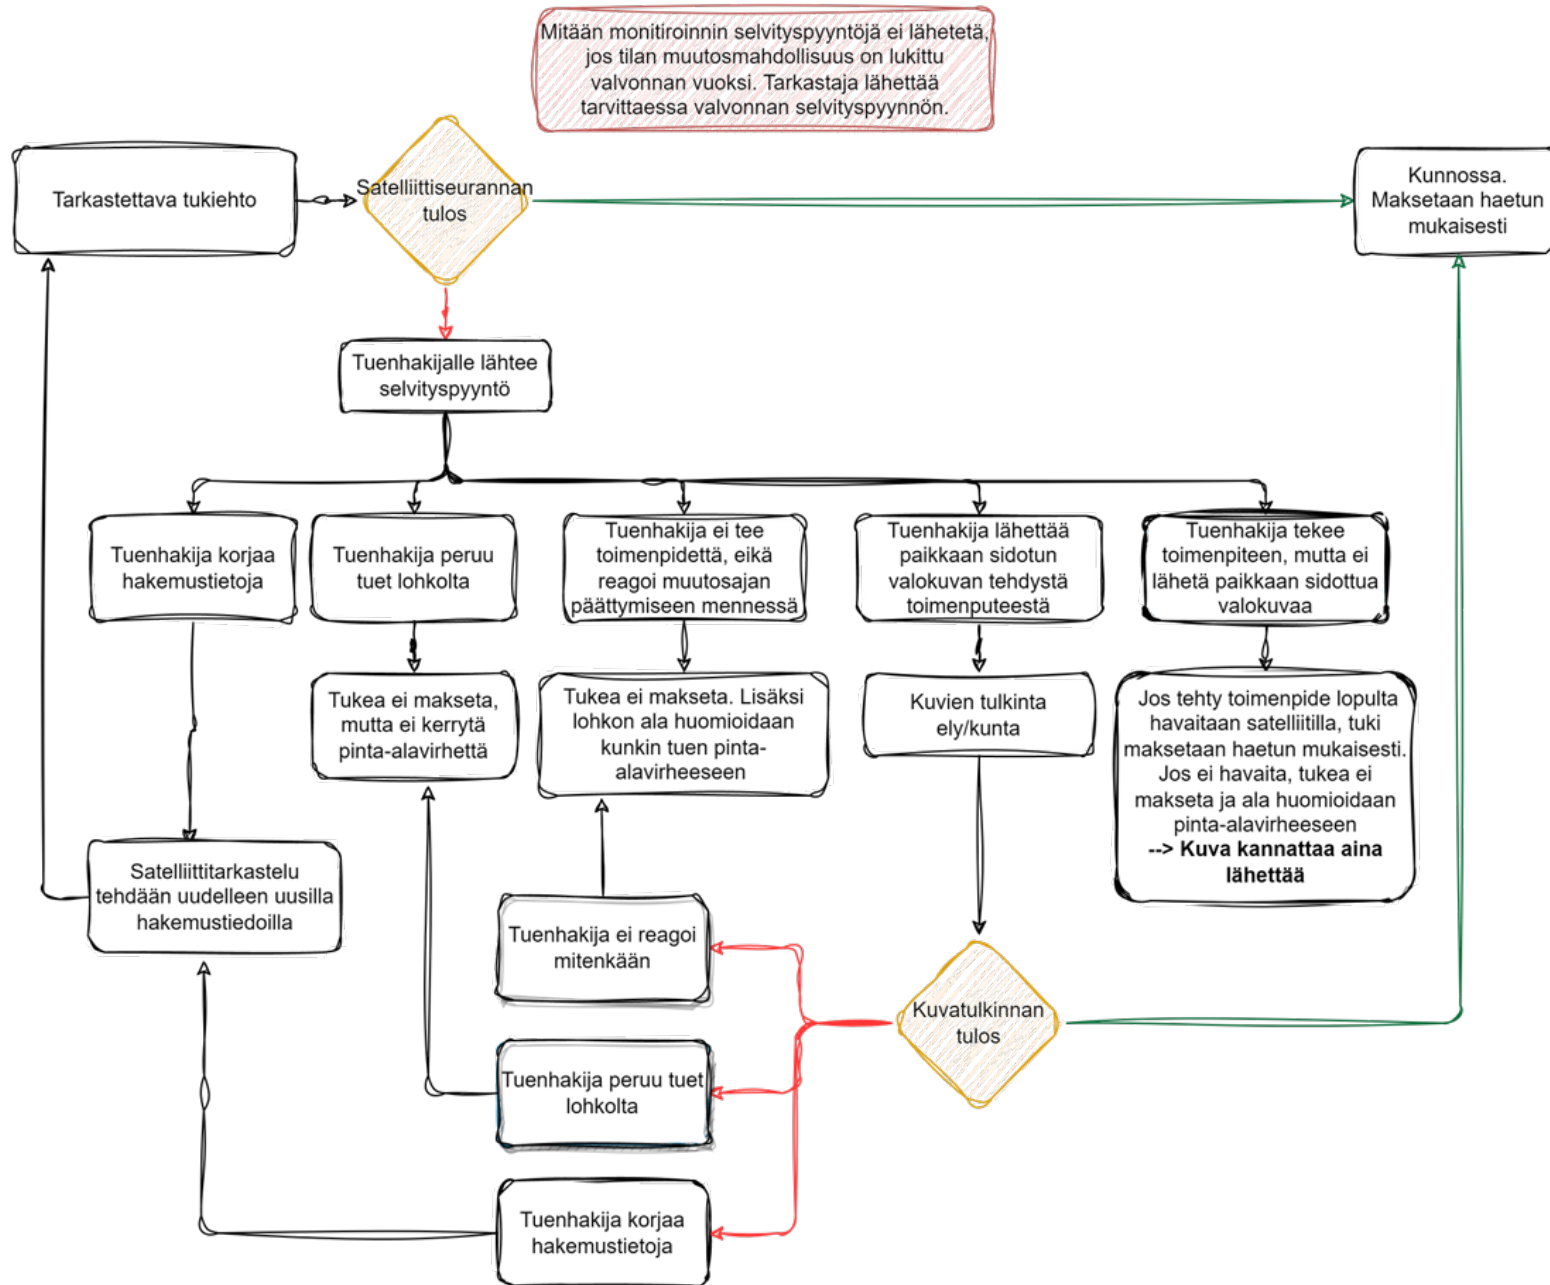 Mitään monitiroinnin selvityspyyntöjä ei lähetetä,
jos tilan muutosmahdollisuus on lukittu
valvonnan vuoksi. Tarkastaja lähettää
tarvittaessa valvonnan selvityspyynnön.
Tarkastettava tukiehto
Satelliittiseurannan
tulos
Kunnossa.
Maksetaan haetun
mukaisesti
Tuenhakijalle lähtee
selvityspyyntö
Tuenhakija korjaa
hakemustietoja
Tuenhakija peruu
tuet lohkolta
Tuenhakija ei tee
toimenpidettä, eikä
reagoi muutosajan
päättymiseen mennessä
Tuenhakija lähettää
paikkaan sidotun
valokuvan tehdystä
toimenputeestä
Tuenhakija tekee
toimenpiteen, mutta ei
lähetä paikkaan sidottua
valokuvaa
Tukea ei makseta,
mutta ei kerrytä
pinta-alavirhettä
Tukea ei makseta. Lisäksi
lohkon ala huomioidaan
kunkin tuen pinta-
alavirheeseen
Kuvien tulkinta
ely/kunta
Jos tehty toimenpide lopulta
havaitaan satelliitilla, tuki
maksetaan haetun mukaisesti.
Jos ei havaita, tukea ei
makseta ja ala huomioidaan
pinta-alavirheeseen
--> Kuva kannattaa aina
lähettää
Satelliittitarkastelu
tehdään uudelleen uusilla
hakemustiedoilla
Tuenhakija ei reagoi
mitenkään
Kuvatulkinnan
tulos
Tuenhakija peruu tuet
lohkolta
Tuenhakija korjaa
hakemustietoja